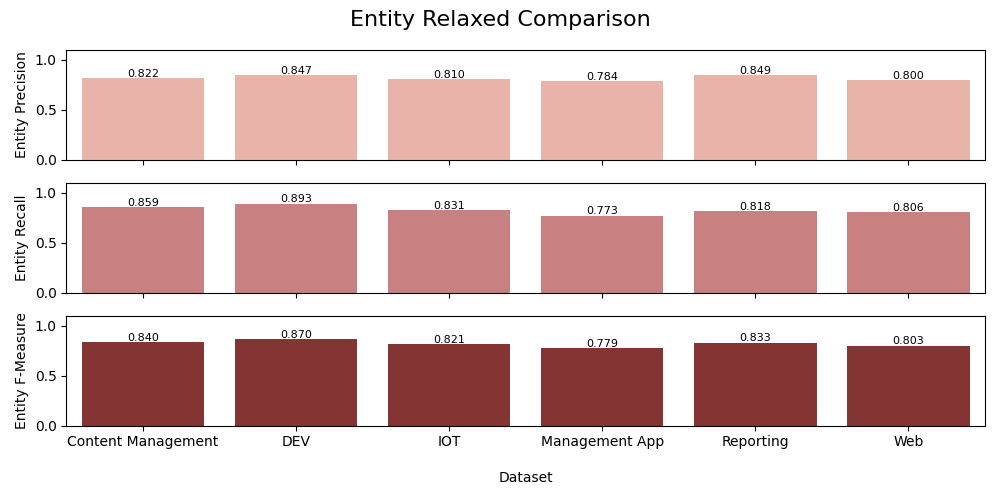 Entity Relaxed Comparison
Entity Precision
1.0
0.5
0.0
0.822 0.847 0.810 0.784 0.849 0.800
Entity Recall
1.0
0.5
0.0
0.859 0.893 0.831 0.773 0.818 0.806
Entity F-Measure
1.0
0.5
0.0
0.840 0.870 0.821 0.779 0.833 0.803
Content Management DEV IOT Management App Reporting Web
Dataset